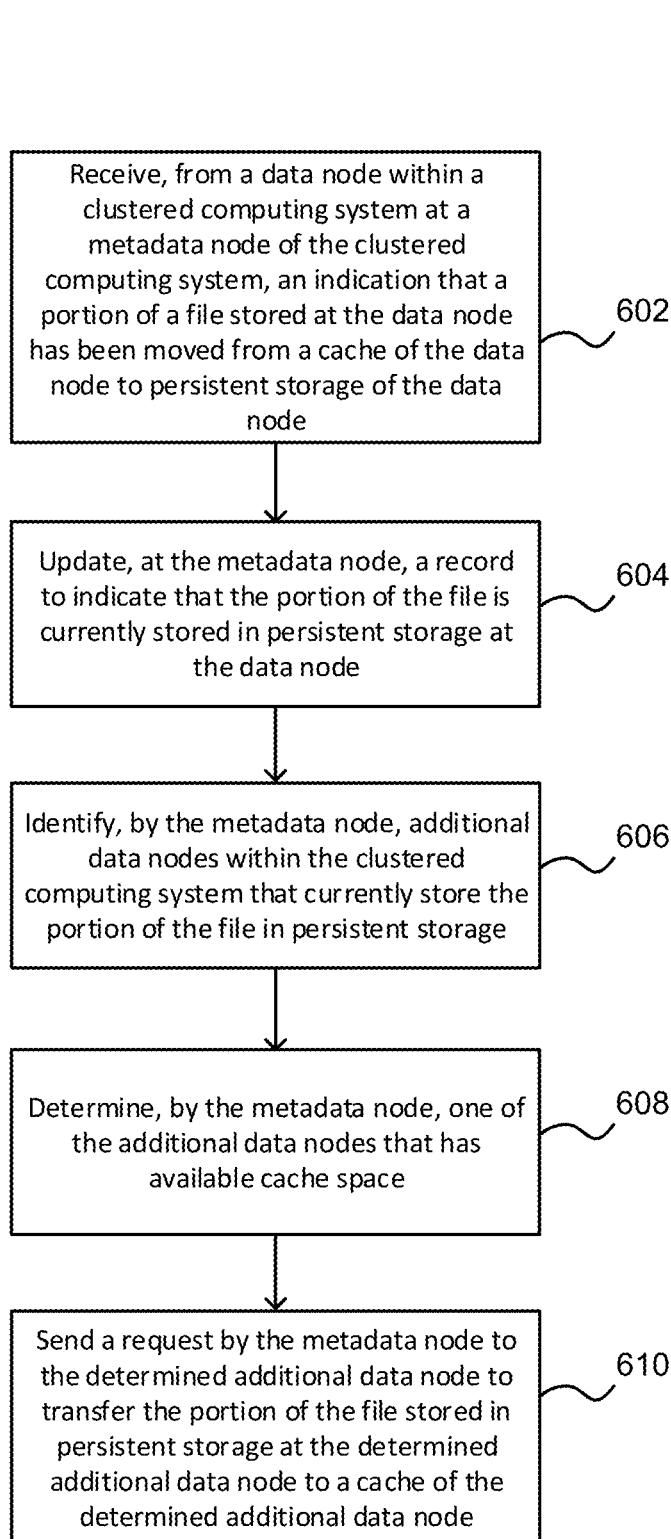 Receive, from a data node within a
clustered computing system at a
metadata node of the clustered
computing system, an indication that a
portion of a file stored at the data node
has been moved from a cache of the data
node to persistent storage of the data
node
602
Update, at the metadata node, a record
to indicate that the portion of the file is
currently stored in persistent storage at
the data node
604
Identify, by the metadata node, additional
data nodes within the clustered
computing system that currently store the
portion of the file in persistent storage
606
Determine, by the metadata node, one of
the additional data nodes that has
available cache space
608
Send a request by the metadata node to
the determined additional data node to
transfer the portion of the file stored in
persistent storage at the determined
additional data node to a cache of the
determined additional data node
610